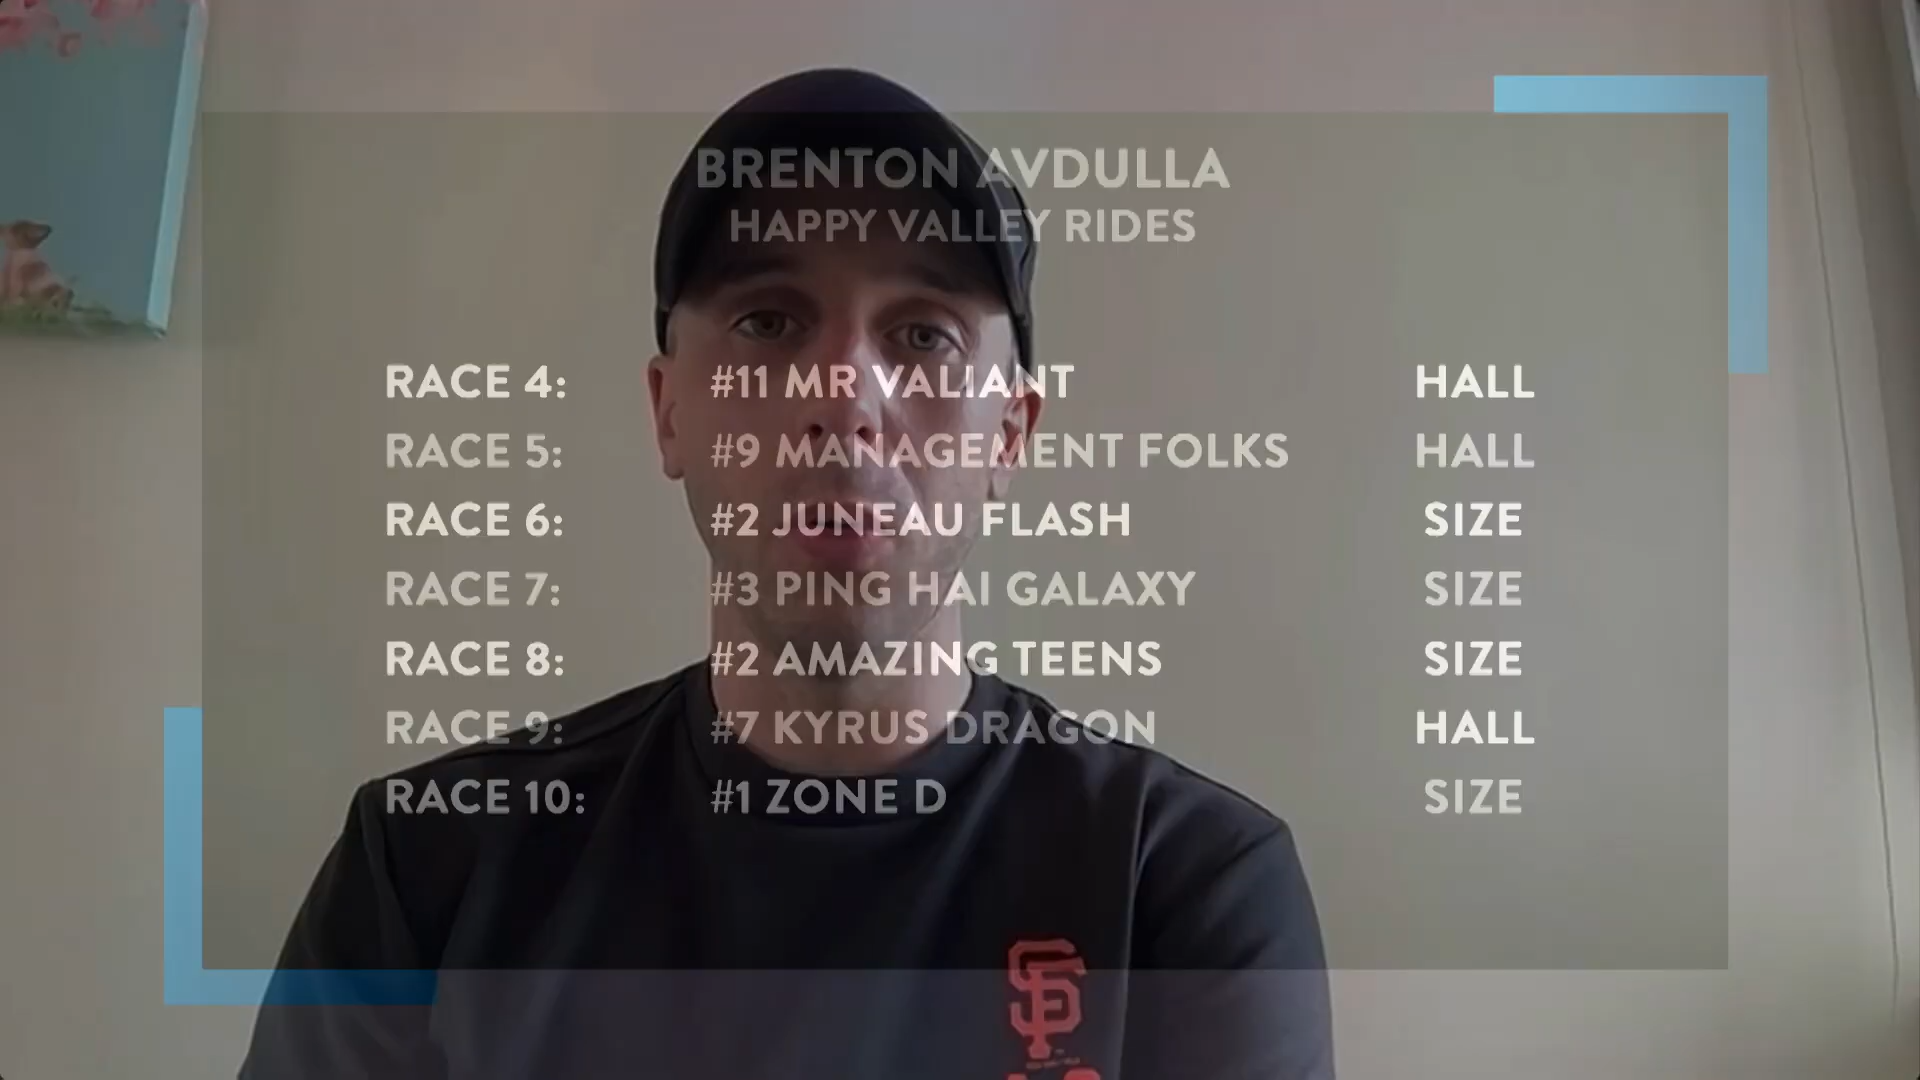 BRENTON AVDULLA
HAPPY VALLEY RIDES
RACE 4: #11 MR VALIANT HALL
RACE 5: #9 MANAGEMENT FOLKS HALL
RACE 6: #2 JUNEAU FLASH SIZE
RACE 7: #3 PING HAI GALAXY SIZE
RACE 8: #2 AMAZING TEENS SIZE
RACE 9: #7 KYRUS DRAGON HALL
RACE 10: #1 ZONE D SIZE
SF